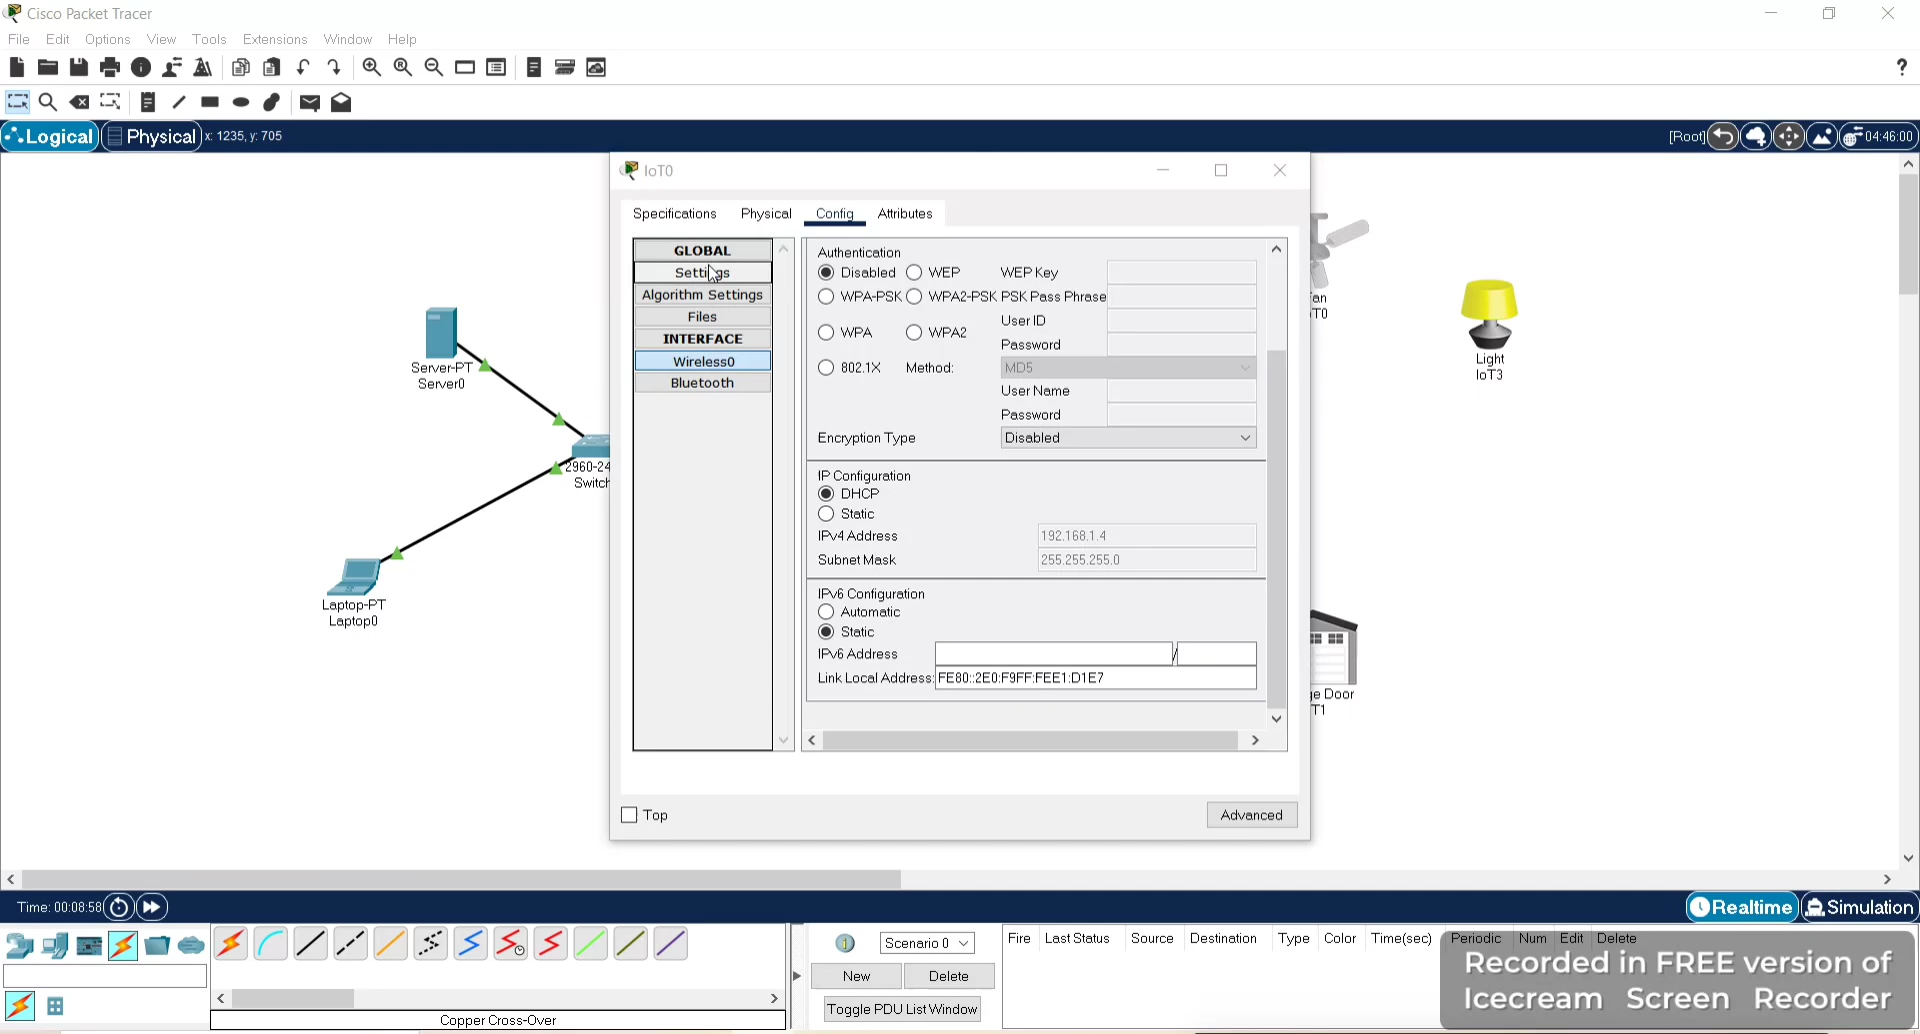 Cisco Packet Tracer
File Edit Options View Tools Extensions Window Help
?
Logical Physical x: 1235, y: 705
[Root] 04:46:00
IoT0
Specifications Physical Config Attributes
GLOBAL
Settings
Algorithm Settings
Files
INTERFACE
Wireless0
Bluetooth
Authentication
Disabled WEP WEP Key
WPA-PSK WPA2-PSK PSK Pass Phrase
User ID
WPA WPA2
Password
802.1X Method: MD5
User Name
Password
Encryption Type Disabled
IP Configuration
DHCP
Static
IPv4 Address 192.168.1.4
Subnet Mask 255.255.255.0
IPv6 Configuration
Automatic
Static
IPv6 Address /
Link Local Address: FE80::2E0:F9FF:FEE1:D1E7
Top Advanced
Server-PT
Server0
2960-24
Switch
Laptop-PT
Laptop0
an
T0
Light
IoT3
ge Door
T1
Time: 00:08:58
Realtime Simulation
Scenario 0
New Delete
Toggle PDU List Window
Fire Last Status Source Destination Type Color Time(sec) Periodic Num Edit Delete
Copper Cross-Over
Recorded in FREE version of
Icecream Screen Recorder